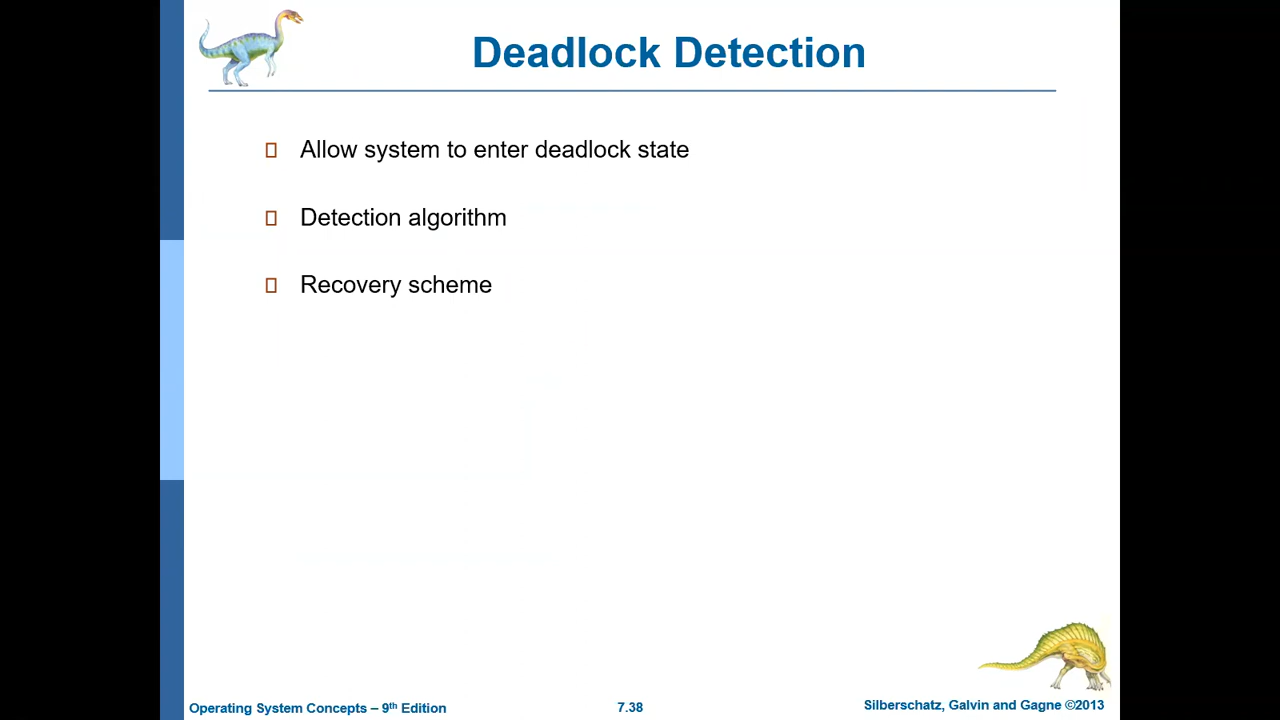 Deadlock Detection
Allow system to enter deadlock state
Detection algorithm
Recovery scheme
Operating System Concepts – 9th Edition
7.38
Silberschatz, Galvin and Gagne ©2013